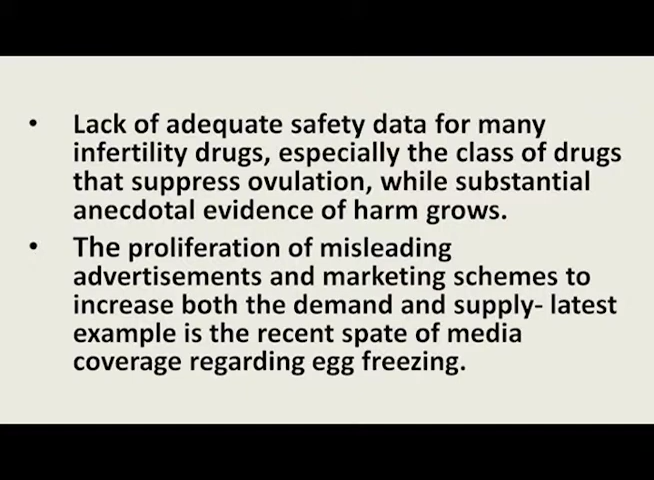 • Lack of adequate safety data for many
infertility drugs, especially the class of drugs
that suppress ovulation, while substantial
anecdotal evidence of harm grows.
• The proliferation of misleading
advertisements and marketing schemes to
increase both the demand and supply- latest
example is the recent spate of media
coverage regarding egg freezing.